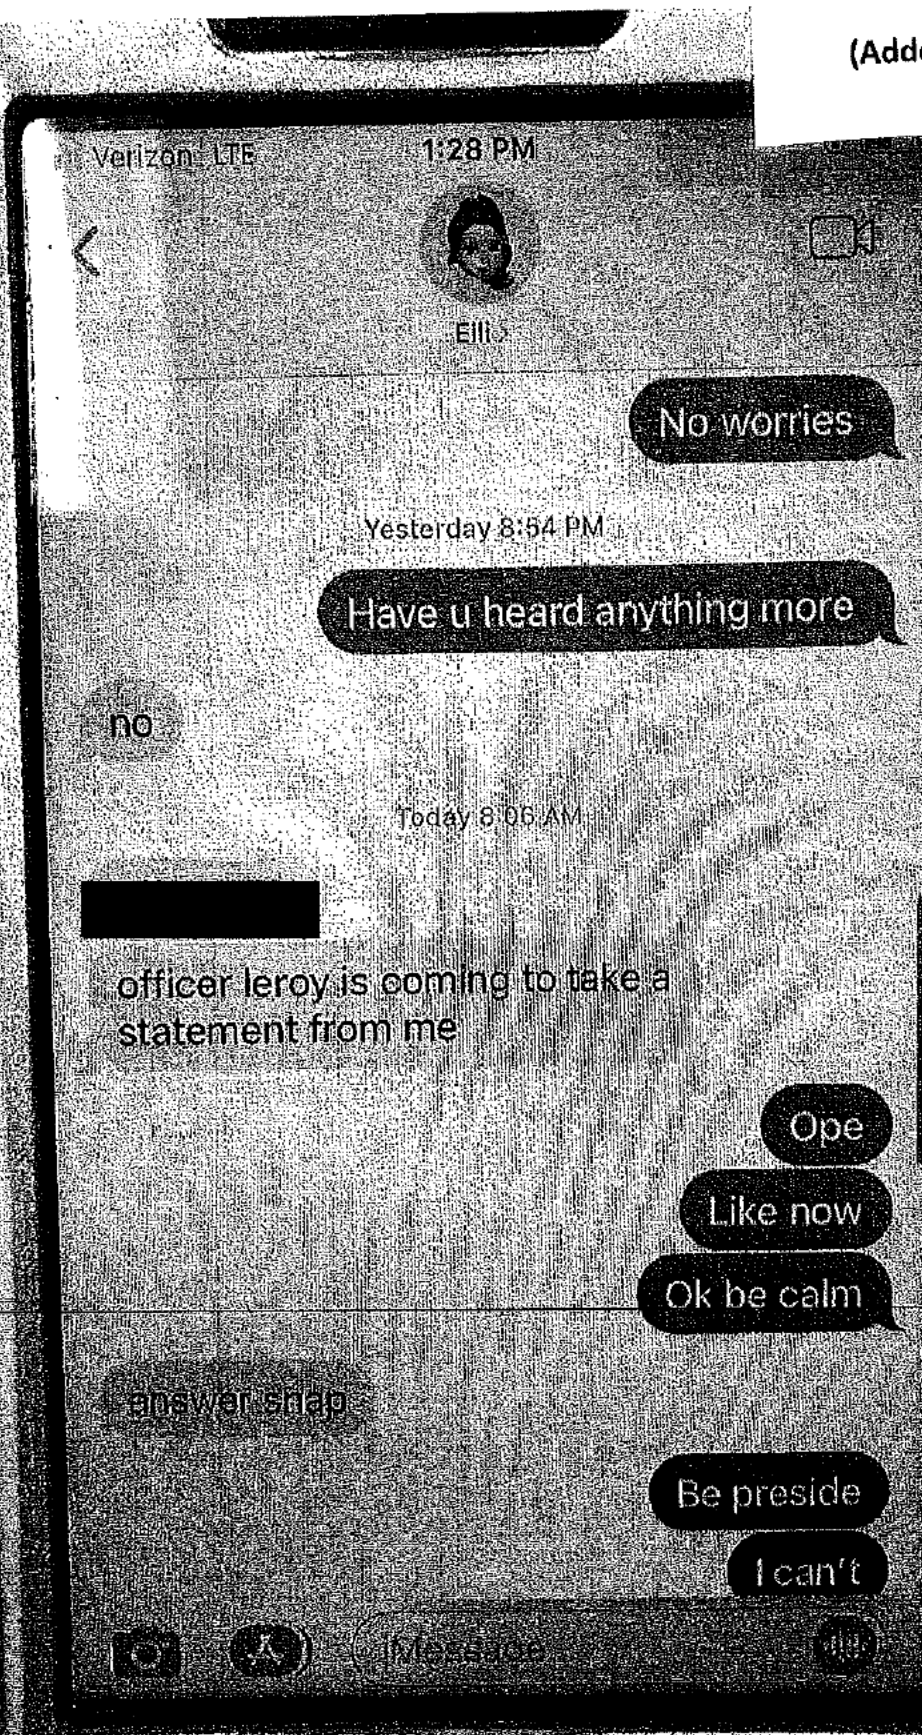 (Add
Verizon LTE
1:28 PM
Elli
No worries
Yesterday 8:54 PM
Have u heard anything more
no
Today 8:06 AM
officer leroy is coming to take a
statement from me
Ope
Like now
Ok be calm
answer snap
Be preside
I can't
Message